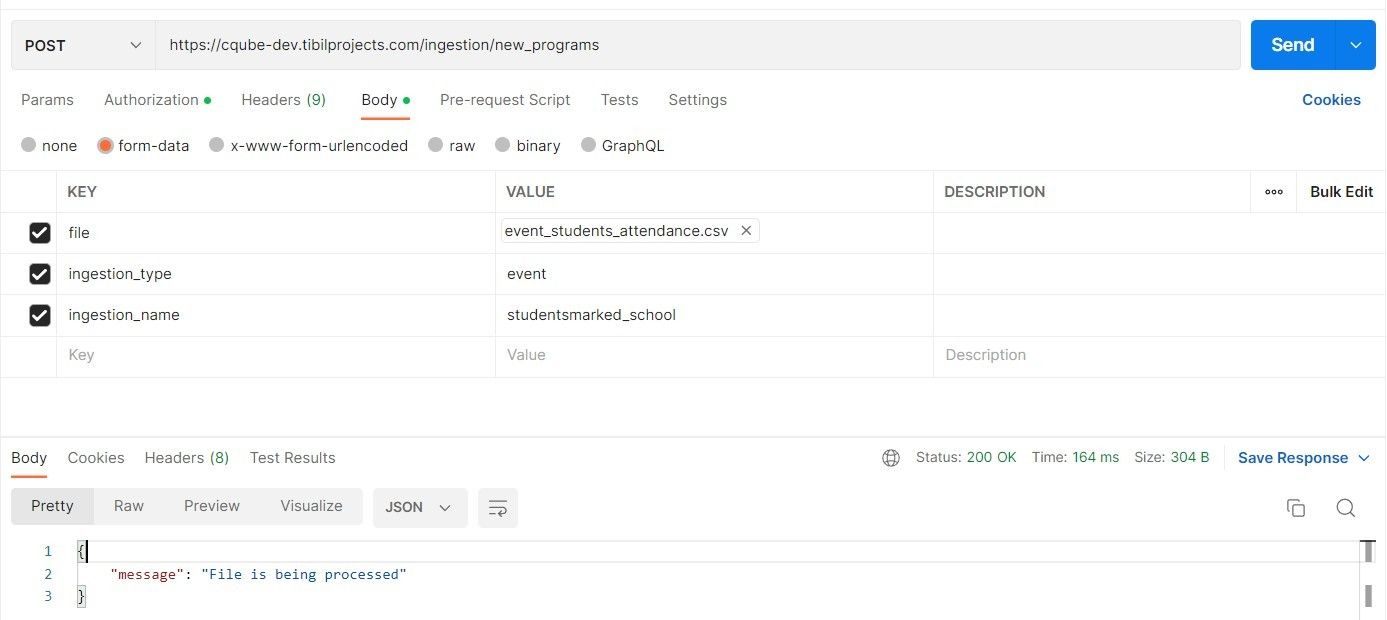 POST https://cqube-dev.tibilprojects.com/ingestion/new_programs Send
Params Authorization Headers (9) Body Pre-request Script Tests Settings Cookies
none form-data x-www-form-urlencoded raw binary GraphQL
KEY VALUE DESCRIPTION ooo Bulk Edit
file event_students_attendance.csv ×
ingestion_type event
ingestion_name studentsmarked_school
Key Value Description
Body Cookies Headers (8) Test Results Status: 200 OK Time: 164 ms Size: 304 B Save Response
Pretty Raw Preview Visualize JSON
1 {
2 "message": "File is being processed"
3 }